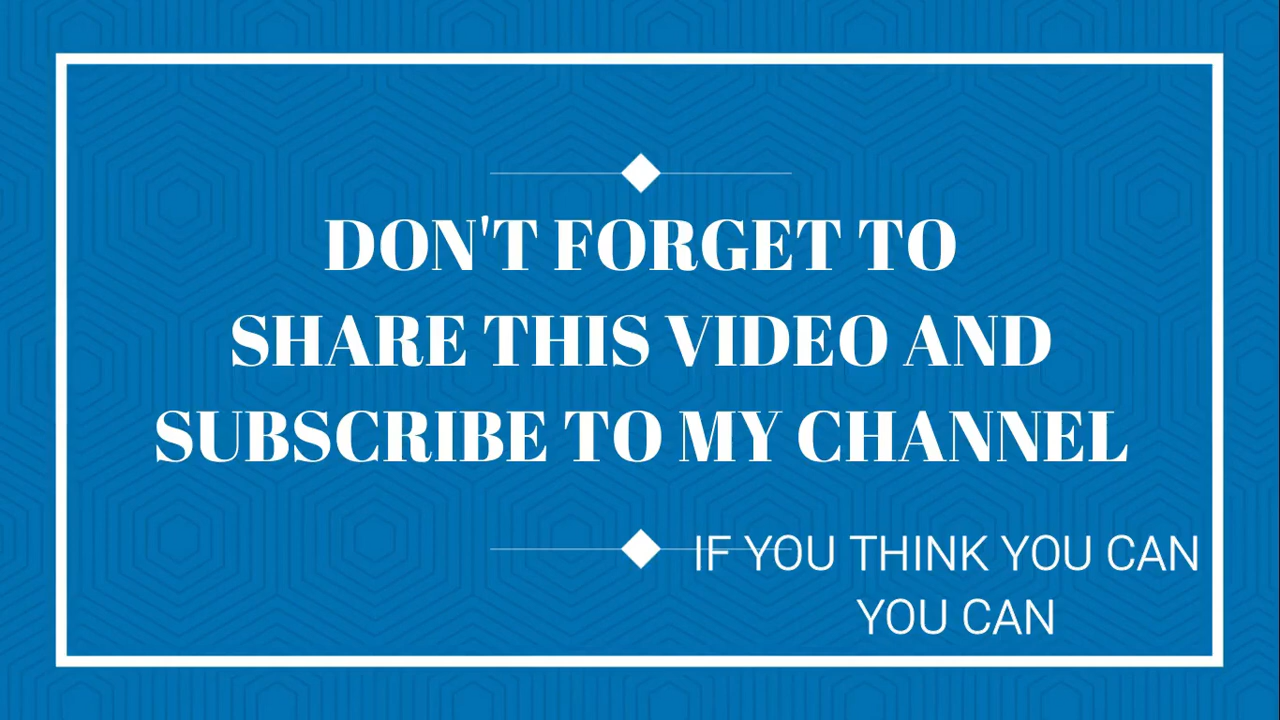 DON'T FORGET TO
SHARE THIS VIDEO AND
SUBSCRIBE TO MY CHANNEL
IF YOU THINK YOU CAN
YOU CAN